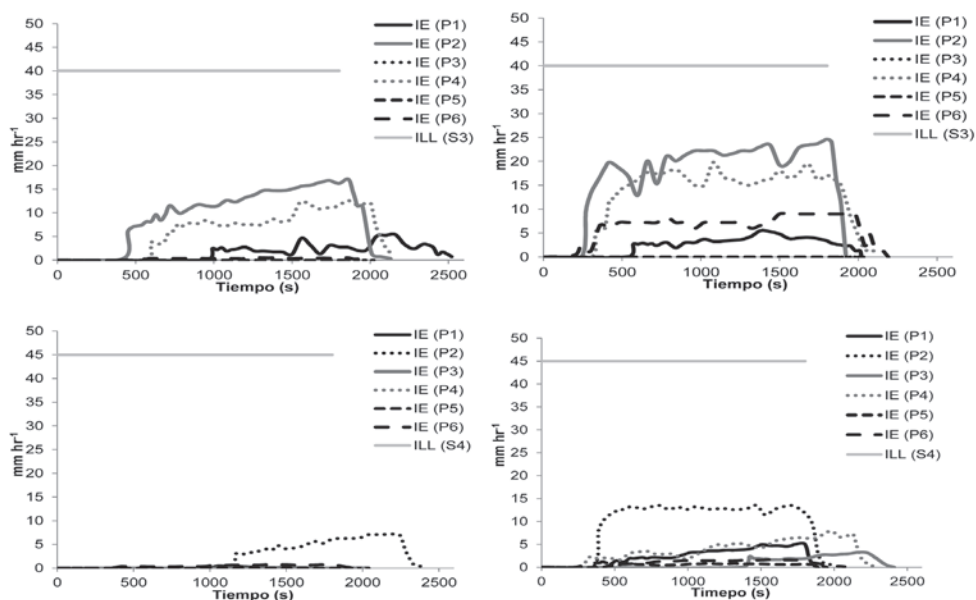 50
45
40
35
30
25
20
15
10
5
0
mm hr⁻¹
0 500 1000 1500 2000 2500
Tiempo (s)
IE (P1)
IE (P2)
IE (P3)
IE (P4)
IE (P5)
IE (P6)
ILL (S3)
50
45
40
35
30
25
20
15
10
5
0
mm hr⁻¹
0 500 1000 1500 2000 2500
Tiempo (s)
IE (P1)
IE (P2)
IE (P3)
IE (P4)
IE (P5)
IE (P6)
ILL (S3)
50
45
40
35
30
25
20
15
10
5
0
mm hr⁻¹
0 500 1000 1500 2000 2500
Tiempo (s)
IE (P1)
IE (P2)
IE (P3)
IE (P4)
IE (P5)
IE (P6)
ILL (S4)
50
45
40
35
30
25
20
15
10
5
0
mm hr⁻¹
0 500 1000 1500 2000 2500
Tiempo (s)
IE (P1)
IE (P2)
IE (P3)
IE (P4)
IE (P5)
IE (P6)
ILL (S4)